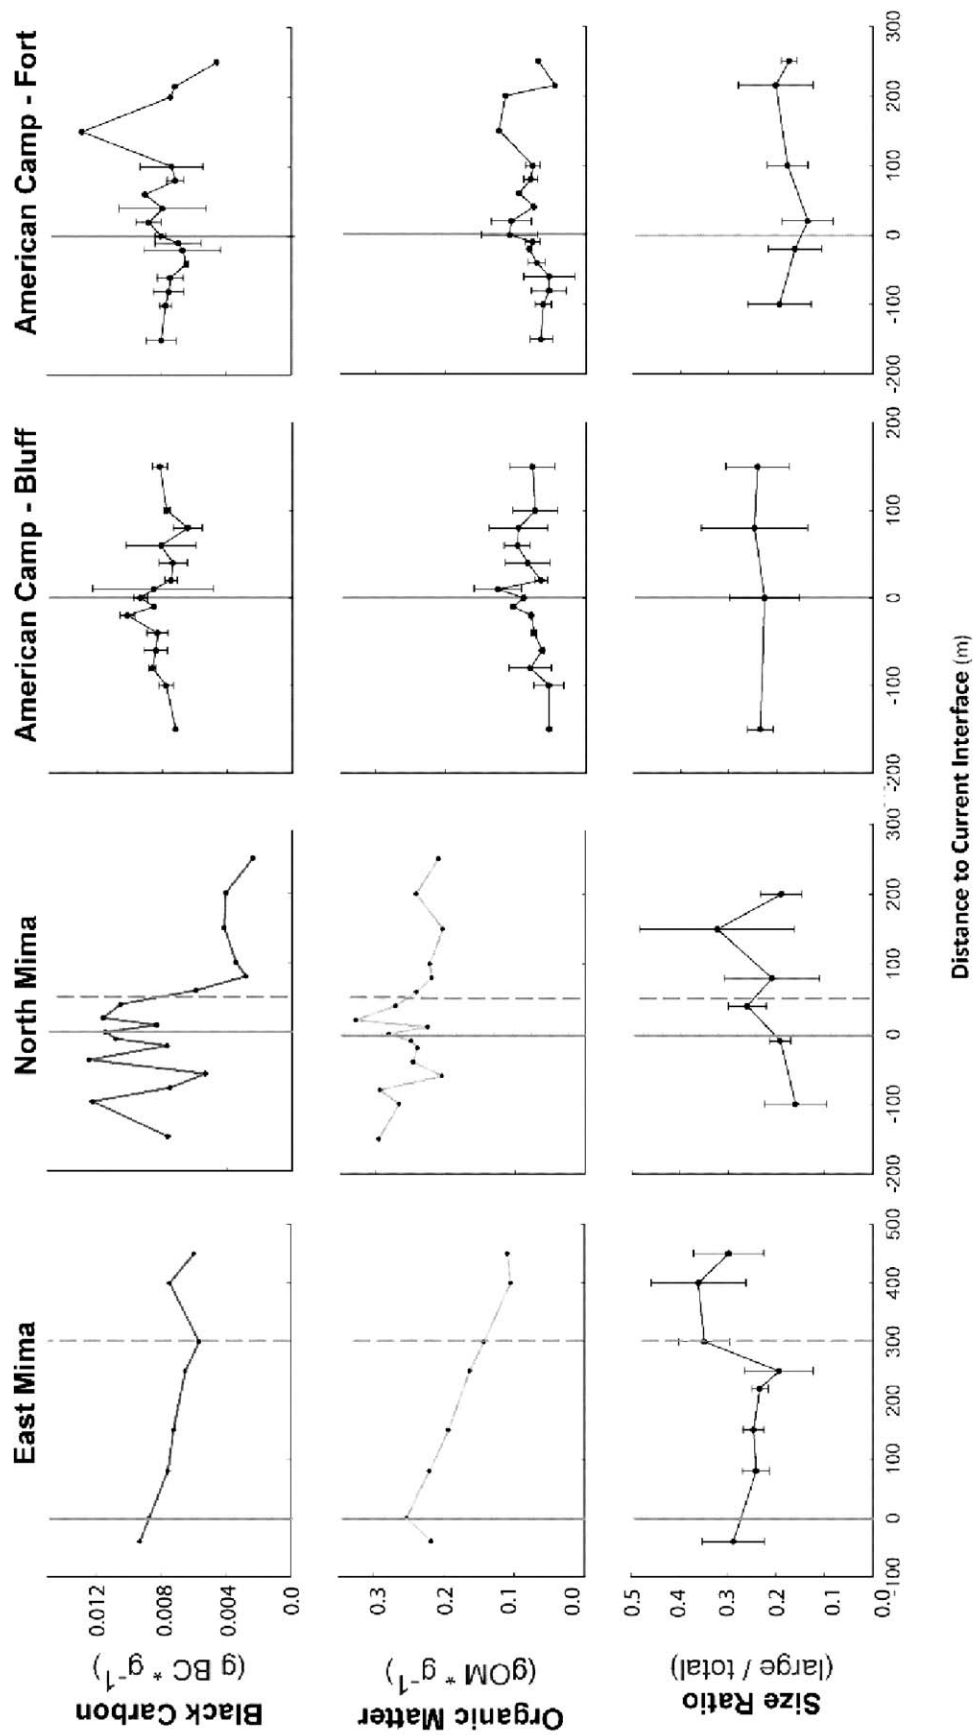 East Mima
North Mima
American Camp - Bluff
American Camp - Fort
Black Carbon
(g BC * g⁻¹)
0.012
0.008
0.004
0.0
Organic Matter
(gOM * g⁻¹)
0.3
0.2
0.1
0.0
Size Ratio
(large / total)
0.5
0.4
0.3
0.2
0.1
0.0
-100 0 100 200 300 400 500
-200 -100 0 100 200 300
-200 -100 0 100 200
-200 -100 0 100 200 300
Distance to Current Interface (m)